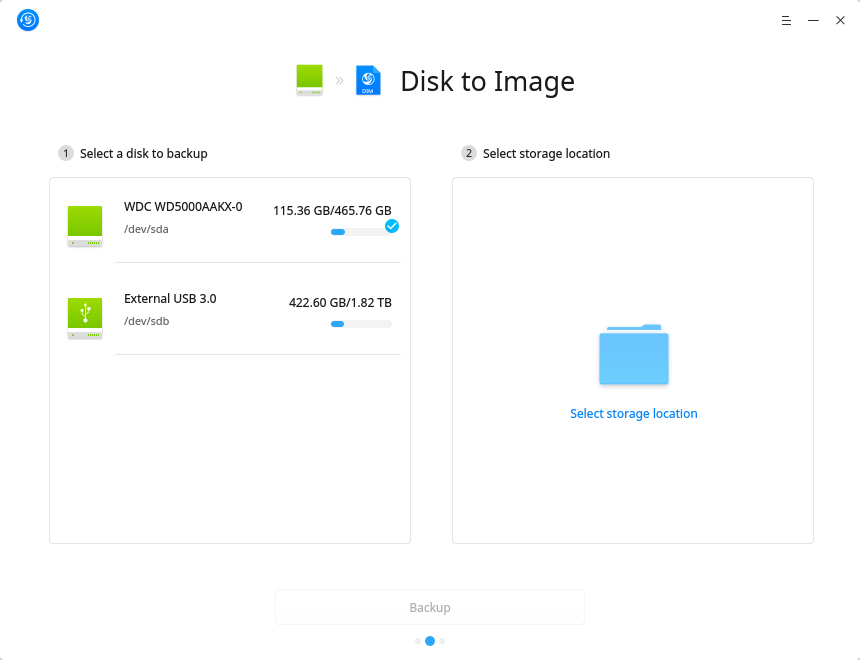 DSM
Disk to Image
1 Select a disk to backup
WDC WD5000AAKX-0
115.36 GB/465.76 GB
/dev/sda
External USB 3.0
422.60 GB/1.82 TB
/dev/sdb
2 Select storage location
Select storage location
Backup